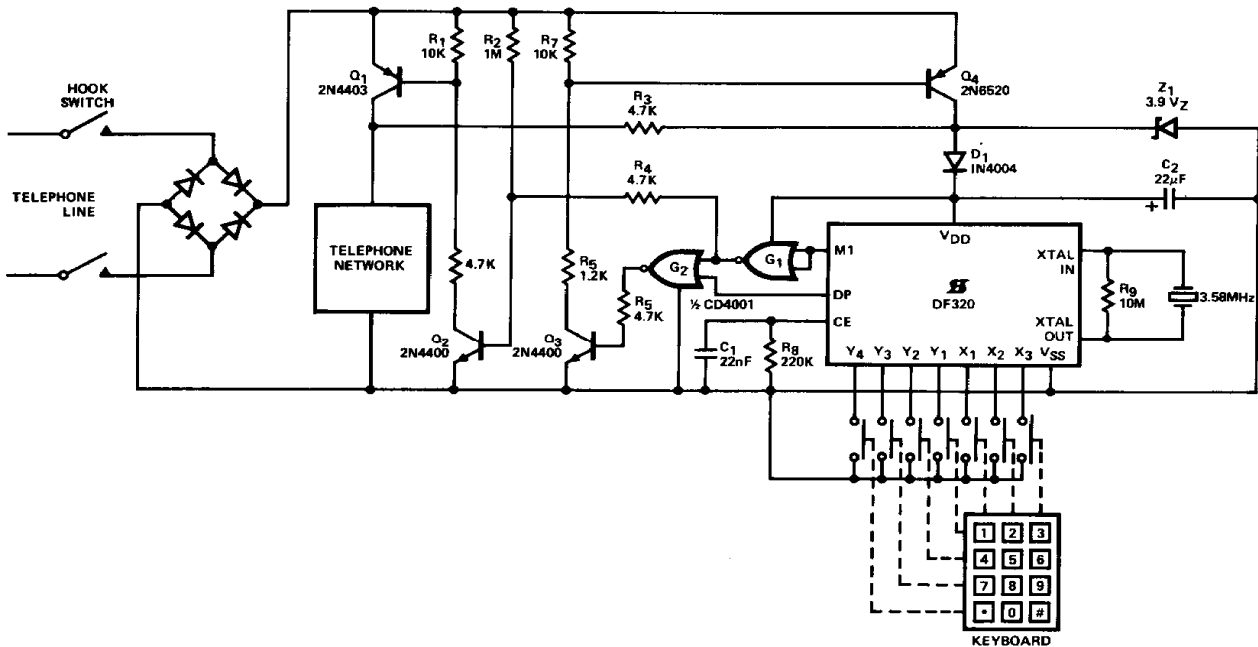 HOOK
SWITCH
TELEPHONE
LINE
Q1
2N4403
R1
10K
R2
1M
R7
10K
R3
4.7K
R4
4.7K
Q4
2N6520
Z1
3.9 VZ
D1
IN4004
C2
22µF
+
TELEPHONE
NETWORK
4.7K
R5
1.2K
R5
4.7K
G2
G1
½ CD4001
Q2
2N4400
Q3
2N4400
C1
22nF
R8
220K
VDD
M1
DP
CE
DF320
XTAL
IN
XTAL
OUT
Y4 Y3 Y2 Y1 X1 X2 X3 VSS
R9
10M
3.58MHz
1 2 3
4 5 6
7 8 9
• 0 #
KEYBOARD